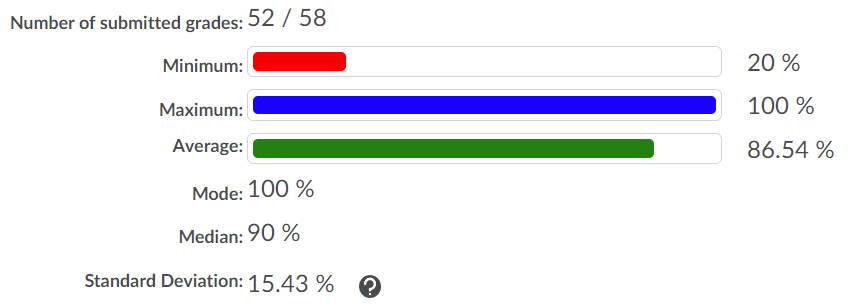 Number of submitted grades: 52 / 58
Minimum: 20 %
Maximum: 100 %
Average: 86.54 %
Mode: 100 %
Median: 90 %
Standard Deviation: 15.43 % ?